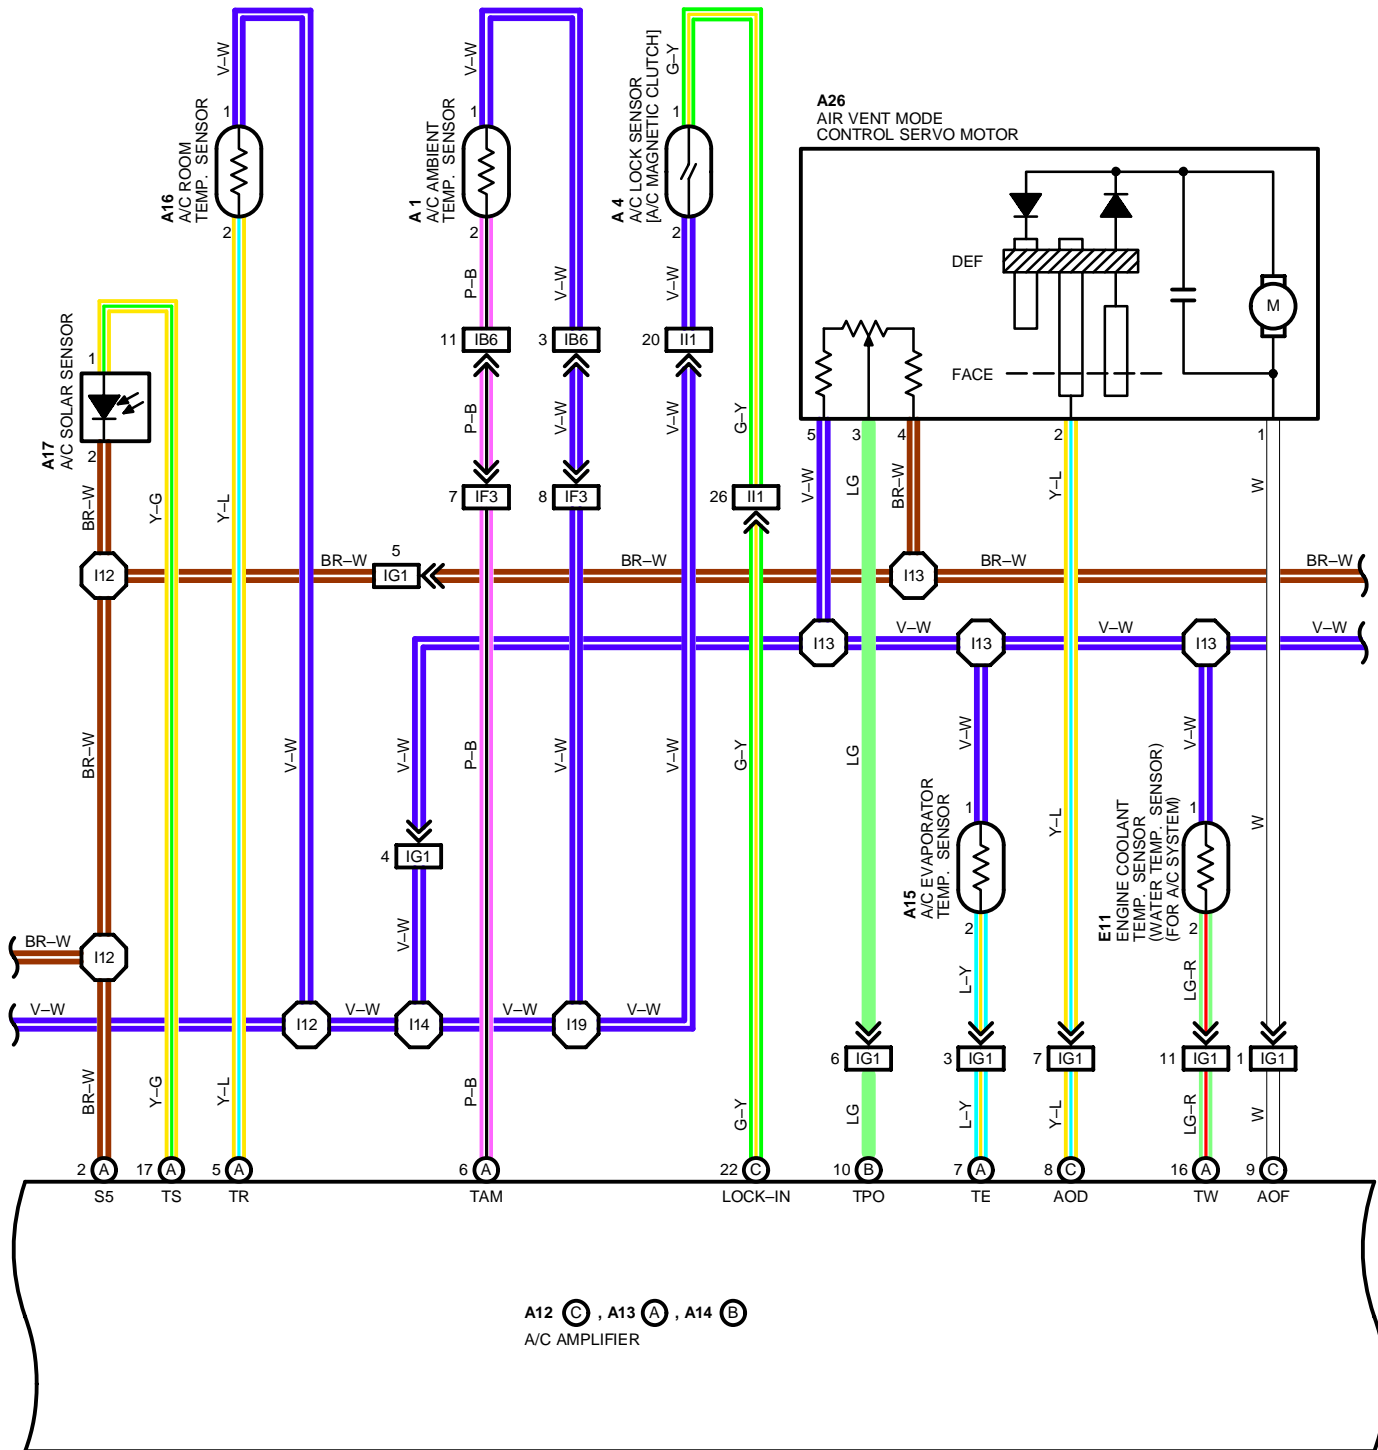 V–W
V–W
G–Y
A16
A/C ROOM
TEMP. SENSOR
1
2
A 1
A/C AMBIENT
TEMP. SENSOR
1
2
A 4
A/C LOCK SENSOR
[A/C MAGNETIC CLUTCH]
1
2
A26
AIR VENT MODE
CONTROL SERVO MOTOR
DEF
FACE
M
5
3
4
2
1
P–B
V–W
V–W
11 IB6
3 IB6
20 II1
A17
A/C SOLAR SENSOR
1
2
BR–W
Y–G
Y–L
P–B
V–W
V–W
G–Y
V–W
LG
BR–W
Y–L
W
7 IF3
8 IF3
26 II1
I12
BR–W
5
IG1
BR–W
I13
BR–W
BR–W
I13
V–W
I13
V–W
I13
V–W
BR–W
V–W
V–W
P–B
V–W
V–W
G–Y
LG
V–W
Y–L
V–W
W
4 IG1
A15
A/C EVAPORATOR
TEMP. SENSOR
1
2
E11
ENGINE COOLANT
TEMP. SENSOR
(WATER TEMP. SENSOR)
(FOR A/C SYSTEM)
1
2
BR–W
I12
V–W
L–Y
LG–R
V–W
I12
V–W
I14
V–W
I19
V–W
6 IG1
3 IG1
7 IG1
11 IG1
1 IG1
BR–W
Y–G
Y–L
P–B
G–Y
LG
L–Y
Y–L
LG–R
W
2 A
17 A
5 A
6 A
22 C
10 B
7 A
8 C
16 A
9 C
S5
TS
TR
TAM
LOCK–IN
TPO
TE
AOD
TW
AOF
A12 C , A13 A , A14 B
A/C AMPLIFIER